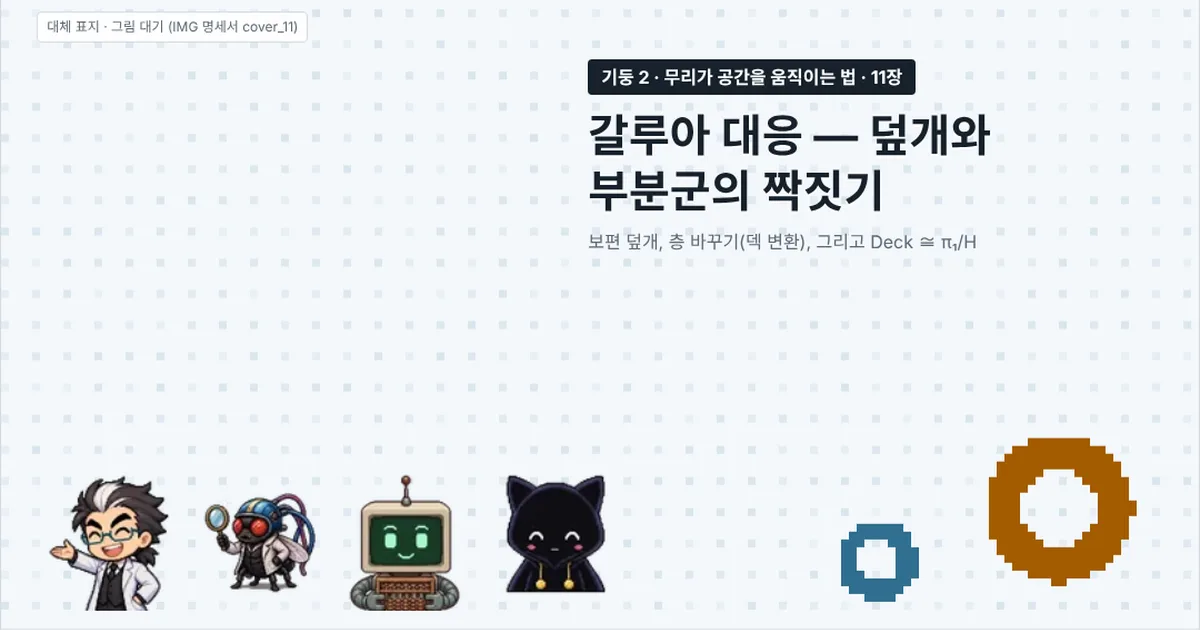 대체 표지 · 그림 대기 (IMG 명세서 cover_11)
기둥 2 · 무리가 공간을 움직이는 법 · 11장
갈루아 대응 — 덮개와
부분군의 짝짓기
보편 덮개, 층 바꾸기(덱 변환), 그리고 Deck ≅ π₁/H